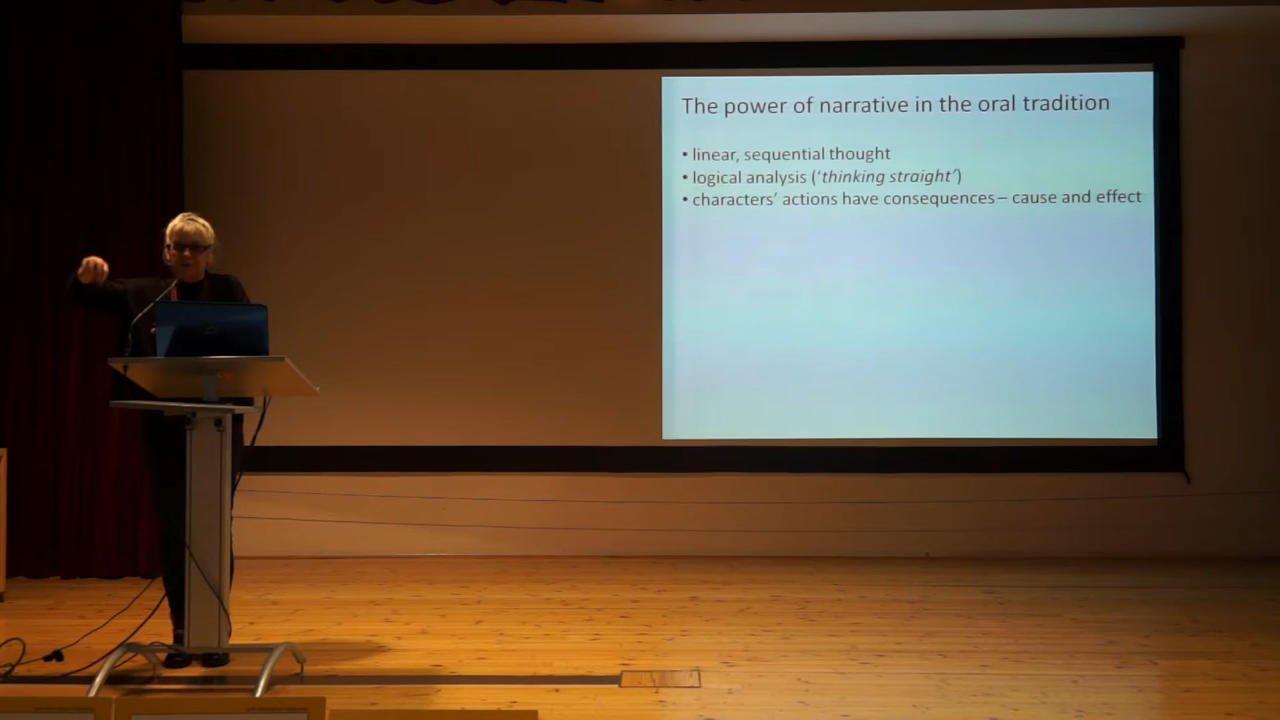 The power of narrative in the oral tradition
• linear, sequential thought
• logical analysis (‘thinking straight’)
• characters’ actions have consequences – cause and effect